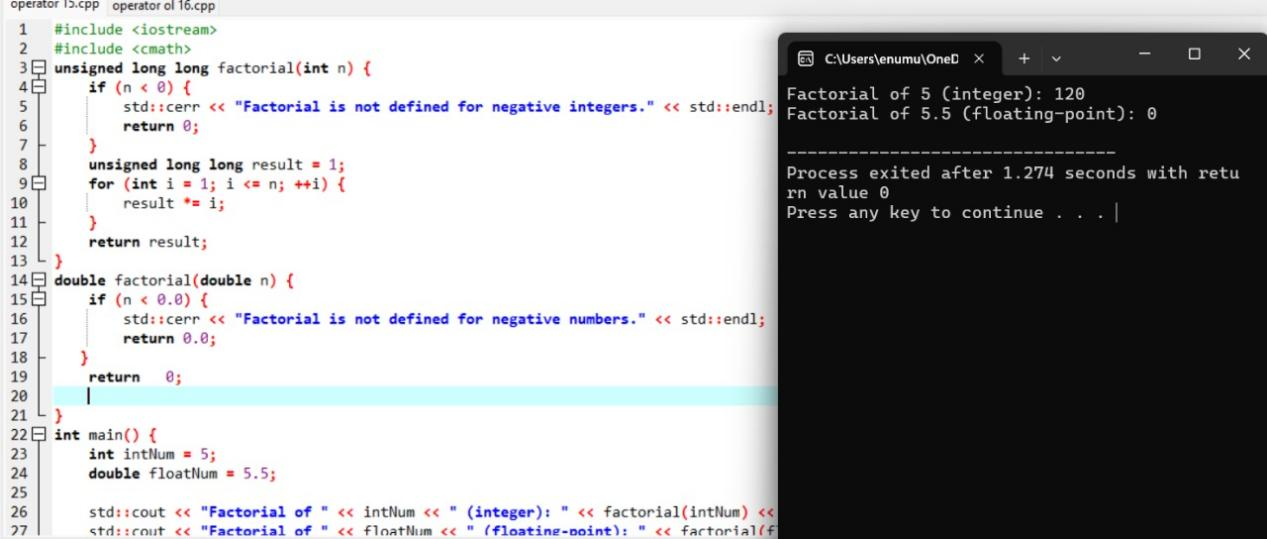 operator 15.cpp operator ol 16.cpp
1 #include <iostream>
2 #include <cmath>
3 unsigned long long factorial(int n) {
4 if (n < 0) {
5 std::cerr << "Factorial is not defined for negative integers." << std::endl;
6 return 0;
7 }
8 unsigned long long result = 1;
9 for (int i = 1; i <= n; ++i) {
10 result *= i;
11 }
12 return result;
13 }
14 double factorial(double n) {
15 if (n < 0.0) {
16 std::cerr << "Factorial is not defined for negative numbers." << std::endl;
17 return 0.0;
18 }
19 return 0;
20
21 }
22 int main() {
23 int intNum = 5;
24 double floatNum = 5.5;
25
26 std::cout << "Factorial of " << intNum << " (integer): " << factorial(intNum) <<
27 std::cout << "Factorial of " << floatNum << " (floating-point): " << factorial(f
C:\Users\enumu\OneD
Factorial of 5 (integer): 120
Factorial of 5.5 (floating-point): 0
--------------------------------
Process exited after 1.274 seconds with retu
rn value 0
Press any key to continue . . .